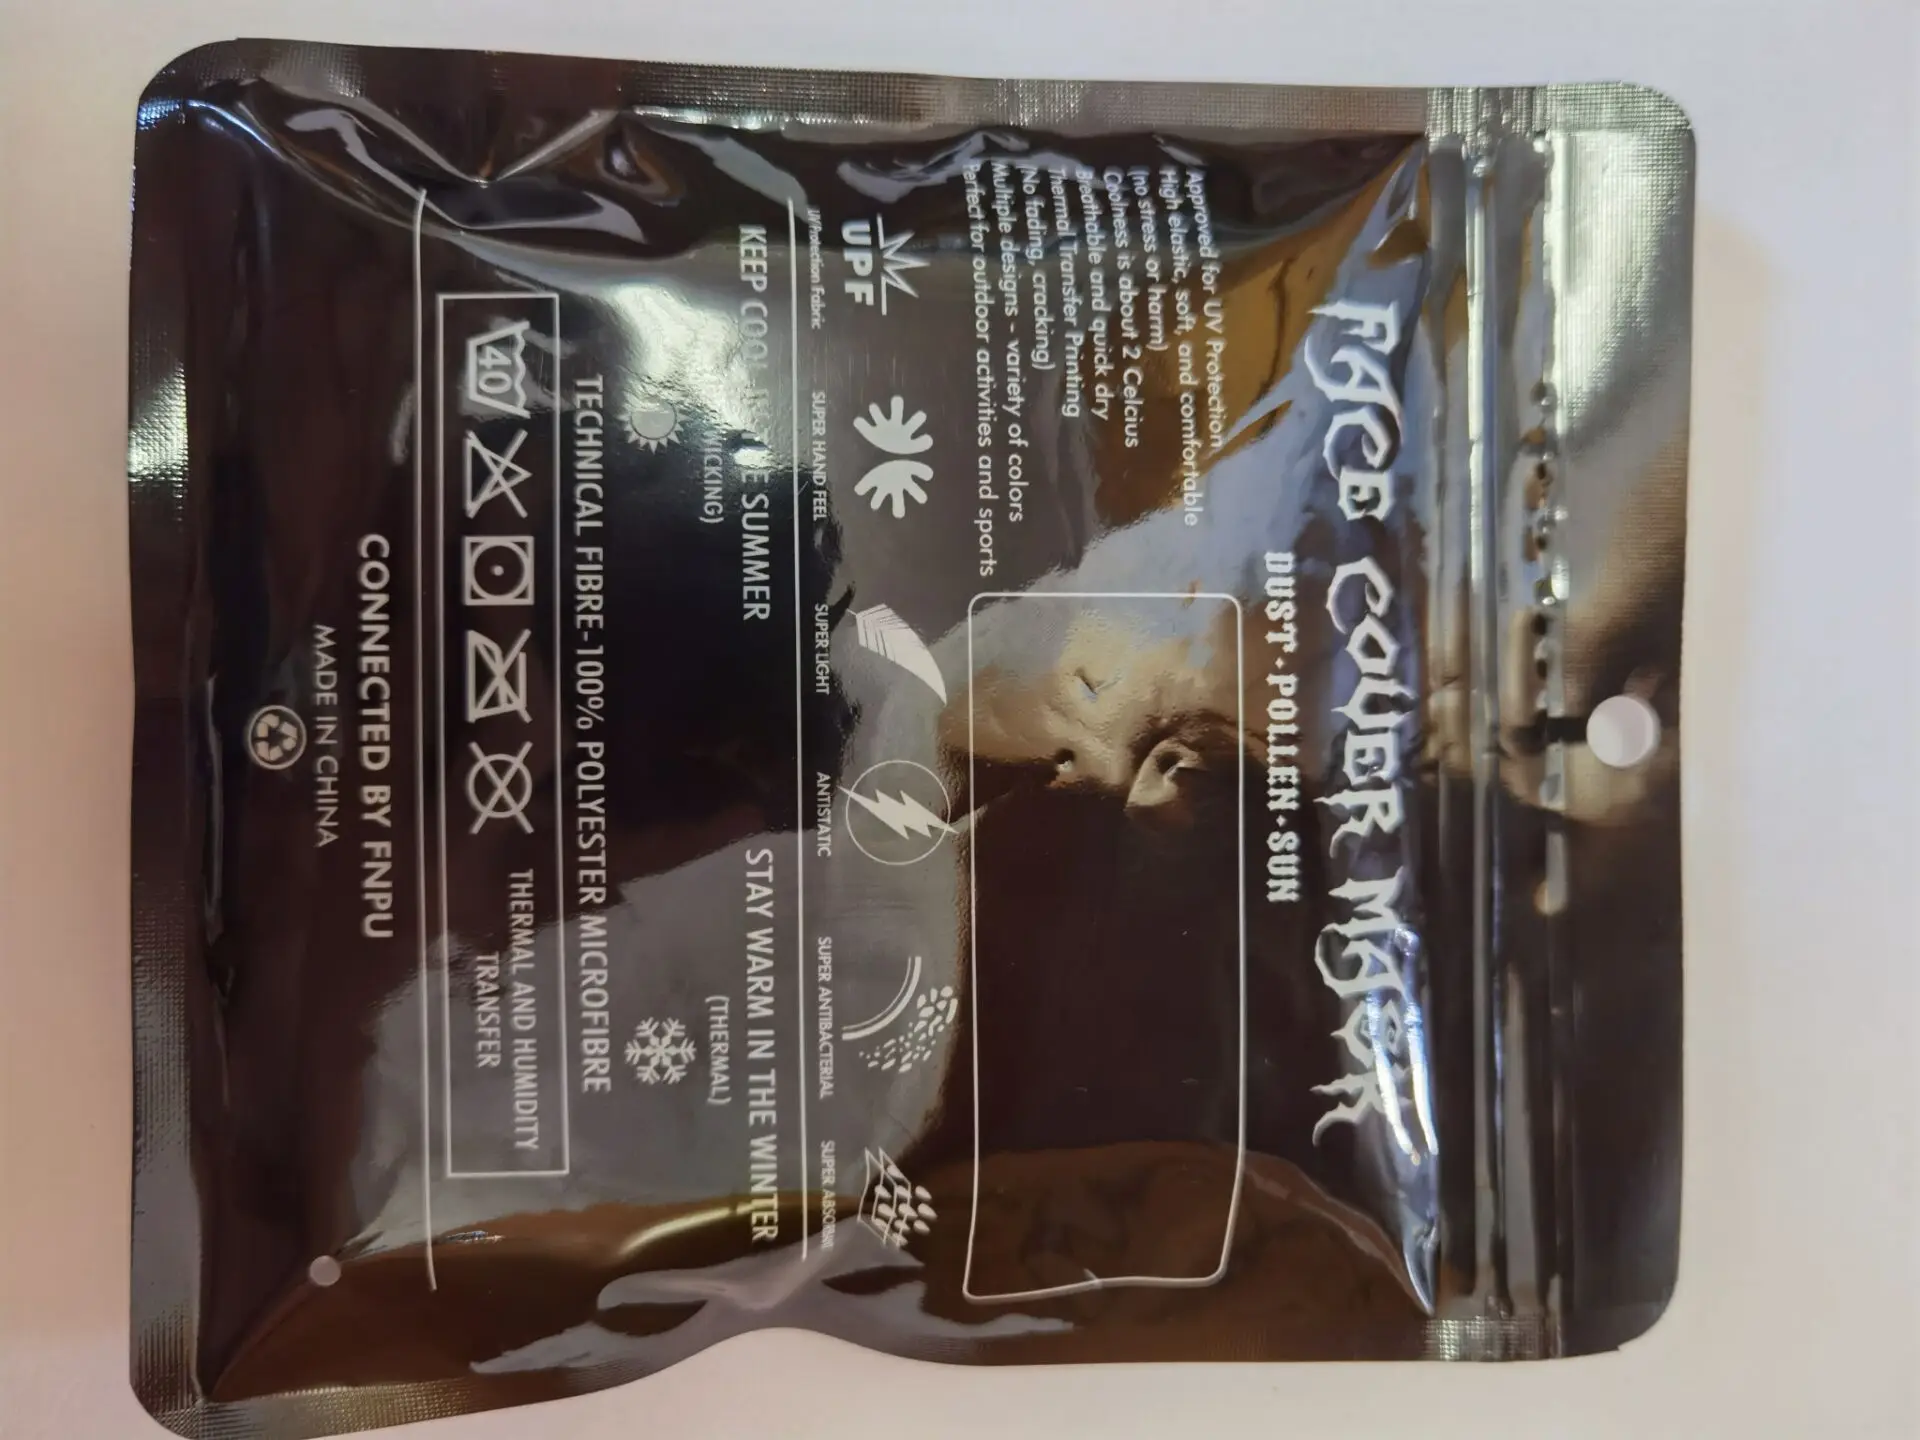 FACE COVER MASK
DUST·POLLEN·SUN
Approved for UV Protection
High elastic, soft, and comfortable
(no stress or harm)
Coolness is about 2 Celcius
Breathable and quick dry
Thermal Transfer Printing
(No fading, cracking)
Multiple designs - variety of colors
Perfect for outdoor activities and sports
UPF
UVProtection Fabric
SUPER HAND FEEL
SUPER LIGHT
ANTISTATIC
SUPER ANTIBACTERIAL
SUPER ABSORBENT
KEEP COOL SUMMER
STAY WARM IN THE WINTER
WICKING)
(THERMAL)
TECHNICAL FIBRE-100% POLYESTER MICROFIBRE
40
THERMAL AND HUMIDITY
TRANSFER
CONNECTED BY FNPU
MADE IN CHINA